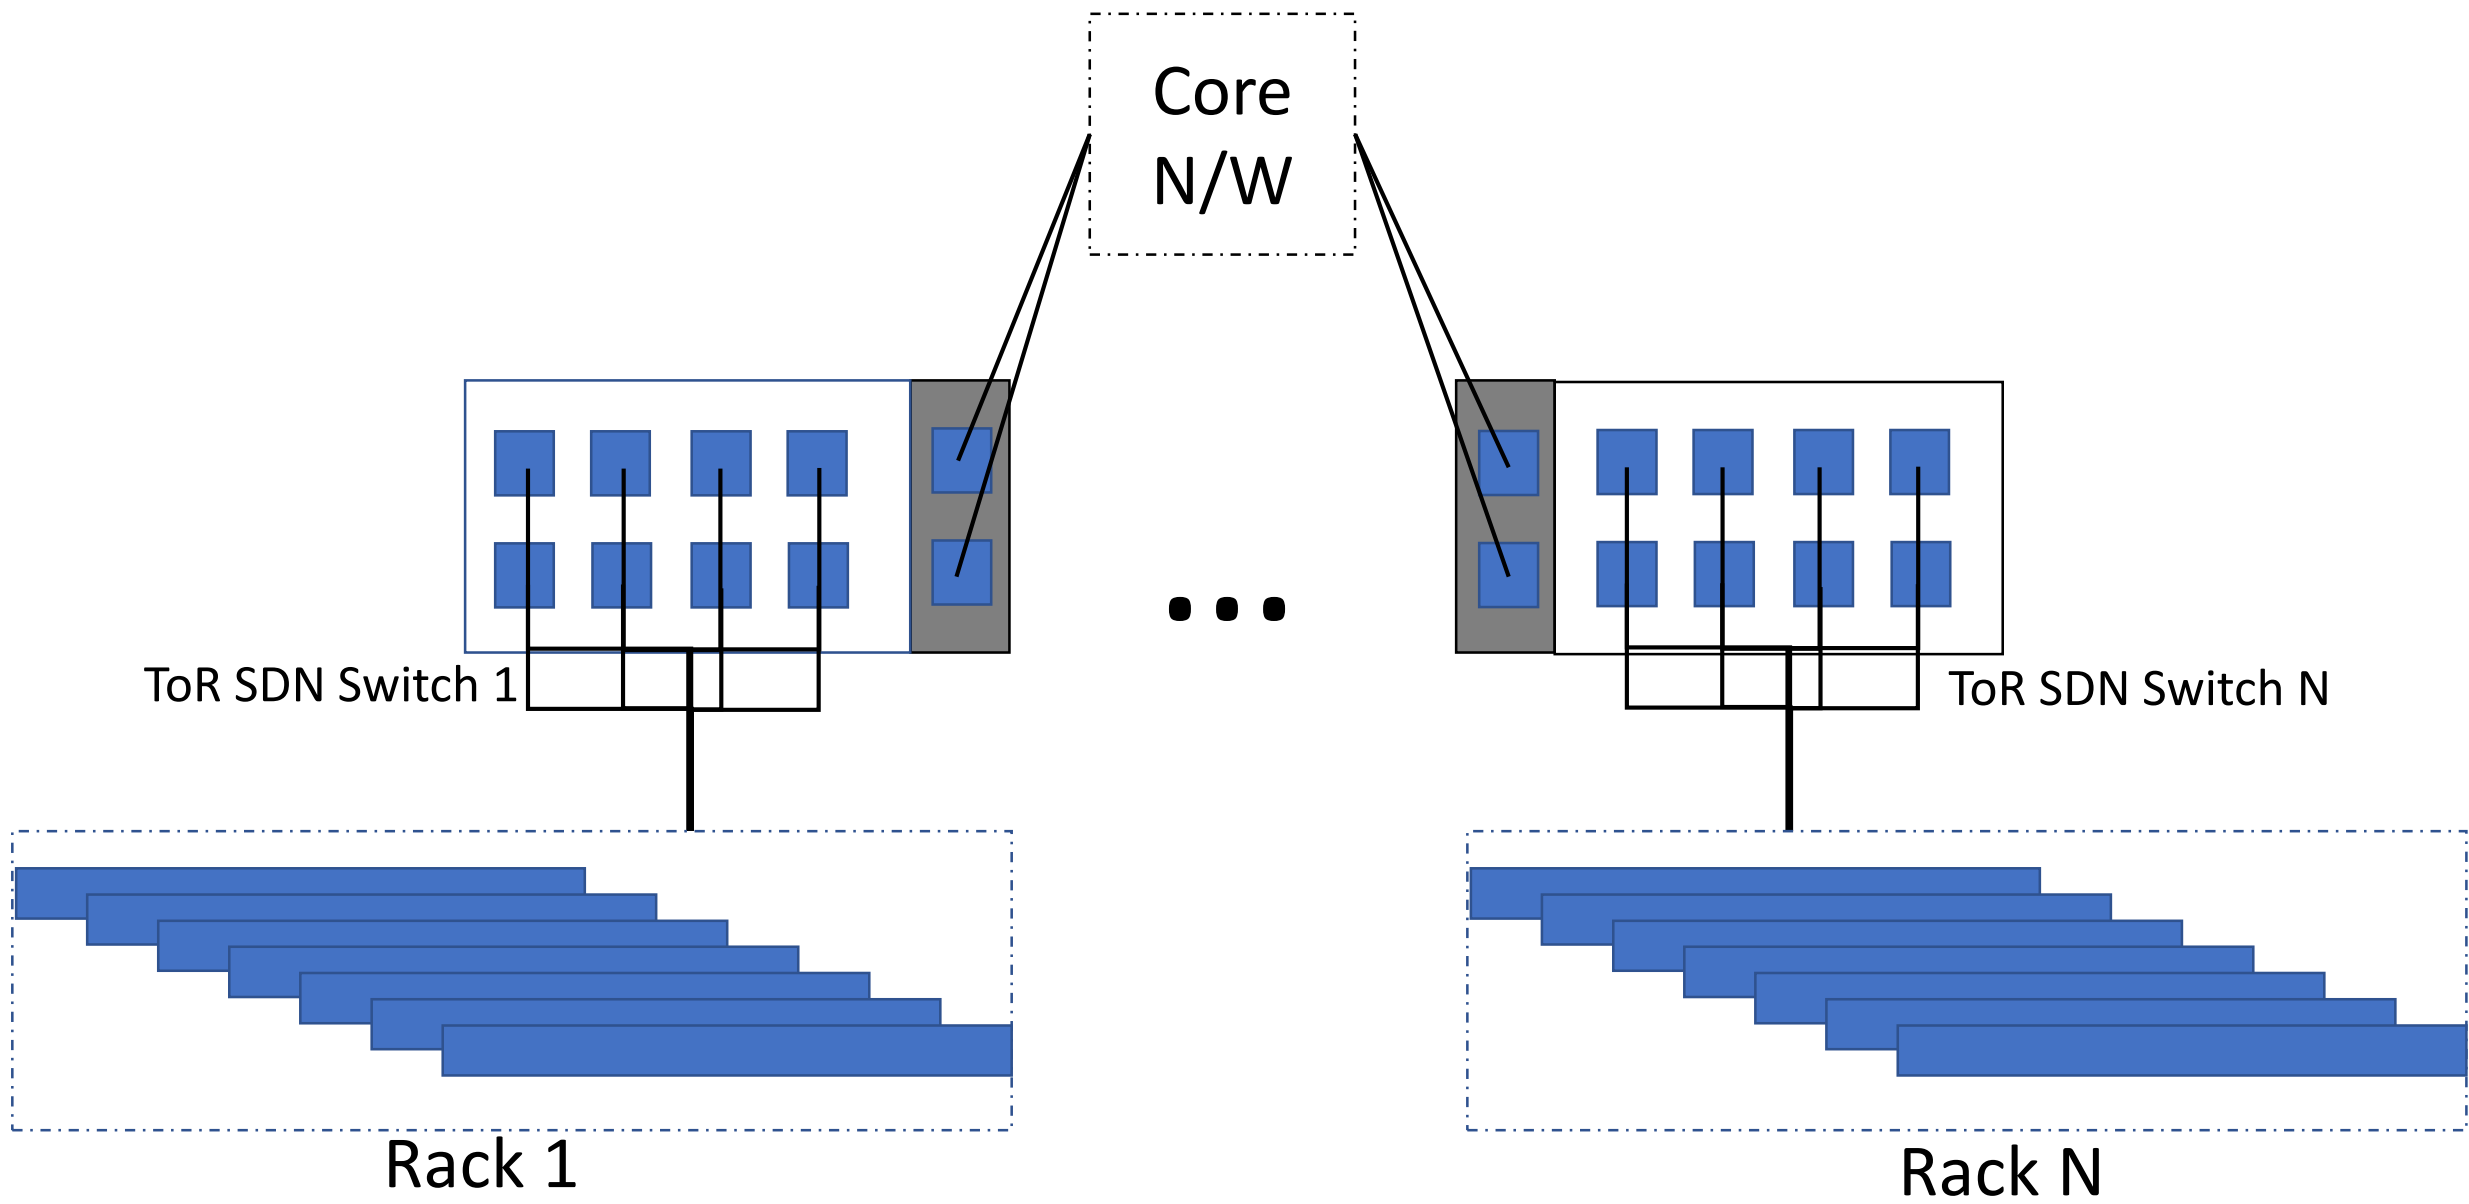 Core
N/W
...
ToR SDN Switch 1
ToR SDN Switch N
Rack 1
Rack N